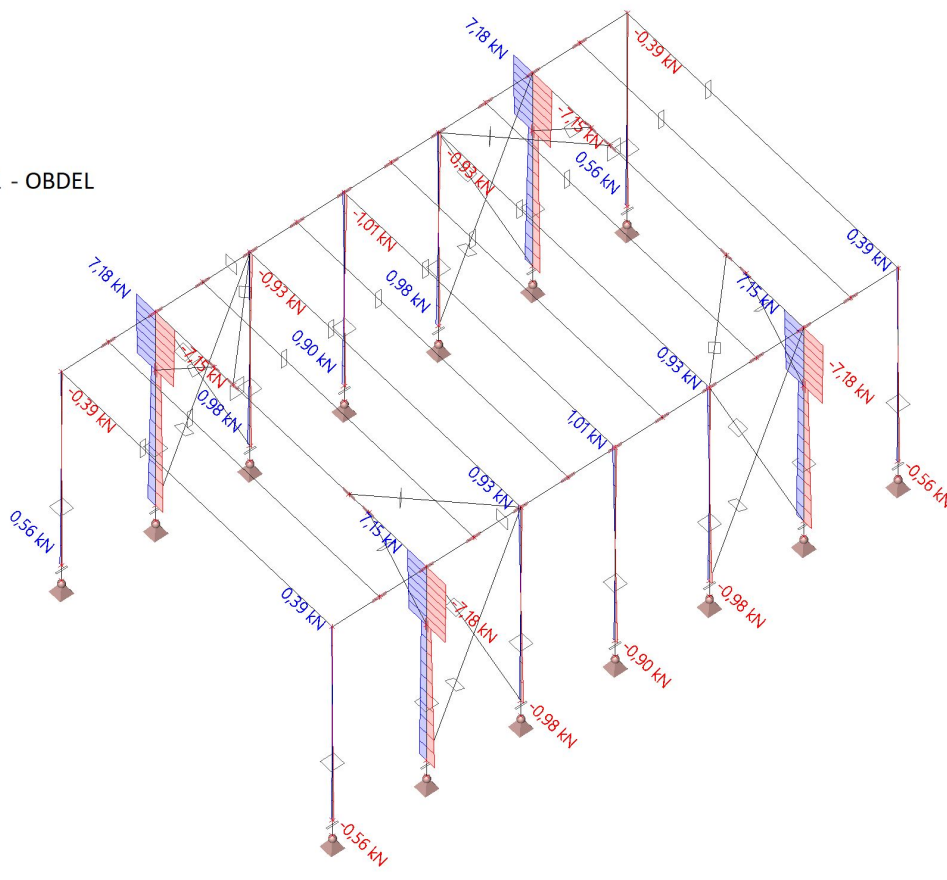 7,18 kN
-0,39 kN
-7,15 kN
-0,93 kN
0,56 kN
- OBDEL
-1,01 kN
0,39 kN
7,18 kN
-0,93 kN
0,98 kN
7,15 kN
-7,15 kN
0,90 kN
0,93 kN
-7,18 kN
-0,39 kN
0,98 kN
1,01 kN
-0,56 kN
0,56 kN
0,93 kN
7,15 kN
-0,98 kN
0,39 kN
-7,18 kN
-0,90 kN
-0,98 kN
-0,56 kN